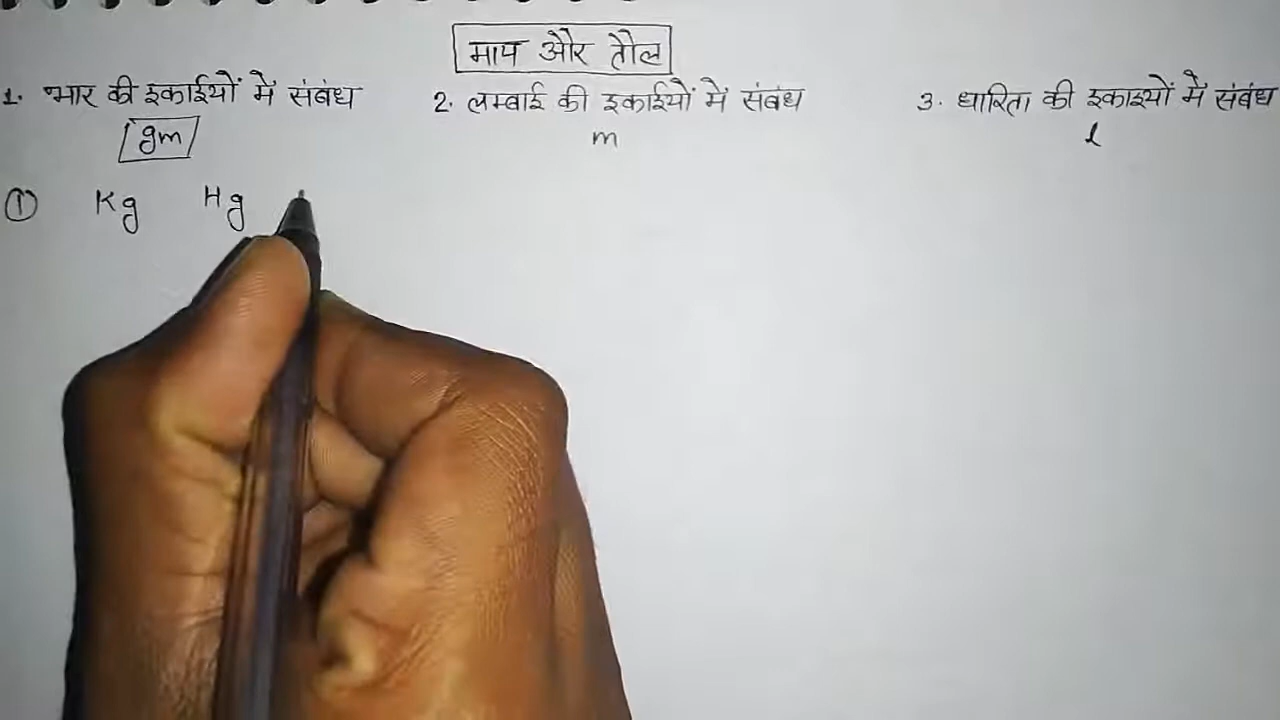 माप और तौल
1. भार की इकाईयों में संबंध
gm
2. लम्बाई की इकाईयों में संबंध
m
3. धारिता की इकाइयों में संबंध
l
① Kg Hg